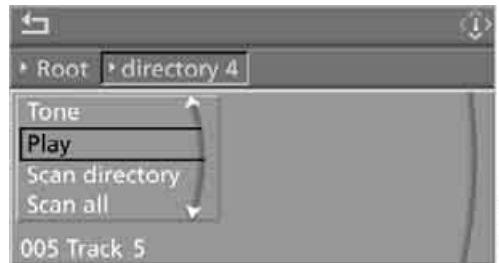 Root directory 4
Tone
Play
Scan directory
Scan all
005 Track 5